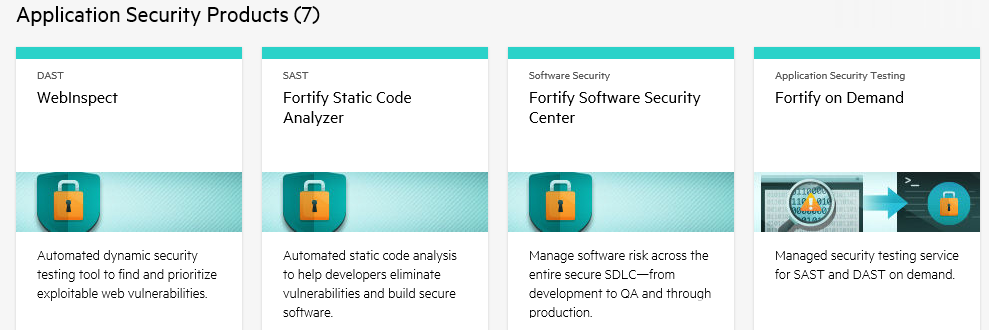 Application Security Products (7)
DAST
WebInspect
Automated dynamic security
testing tool to find and prioritize
exploitable web vulnerabilities.
SAST
Fortify Static Code
Analyzer
Automated static code analysis
to help developers eliminate
vulnerabilities and build secure
software.
Software Security
Fortify Software Security
Center
Manage software risk across the
entire secure SDLC—from
development to QA and through
production.
Application Security Testing
Fortify on Demand
>_
Managed security testing service
for SAST and DAST on demand.